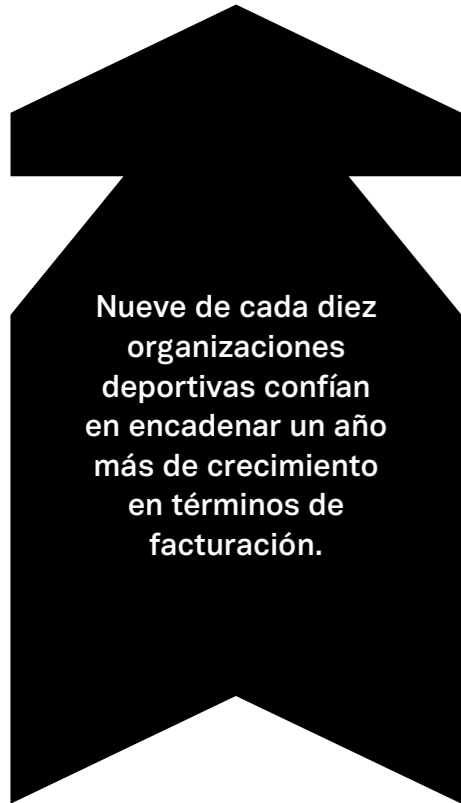 Nueve de cada diez
organizaciones
deportivas confían
en encadenar un año
más de crecimiento
en términos de
facturación.